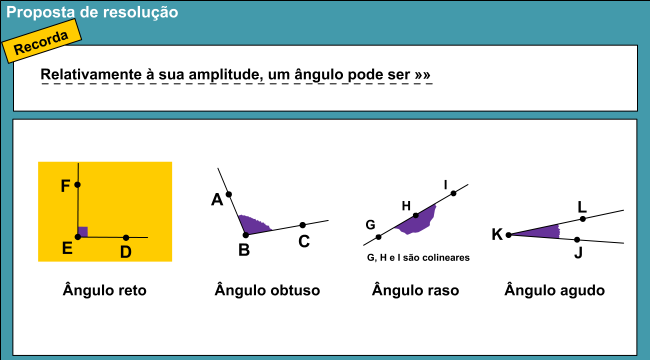 Proposta de resolução
Recorda
Relativamente à sua amplitude, um ângulo pode ser »»
F
E
D
A
B
C
G
H
I
G, H e I são colineares
K
L
J
Ângulo reto
Ângulo obtuso
Ângulo raso
Ângulo agudo